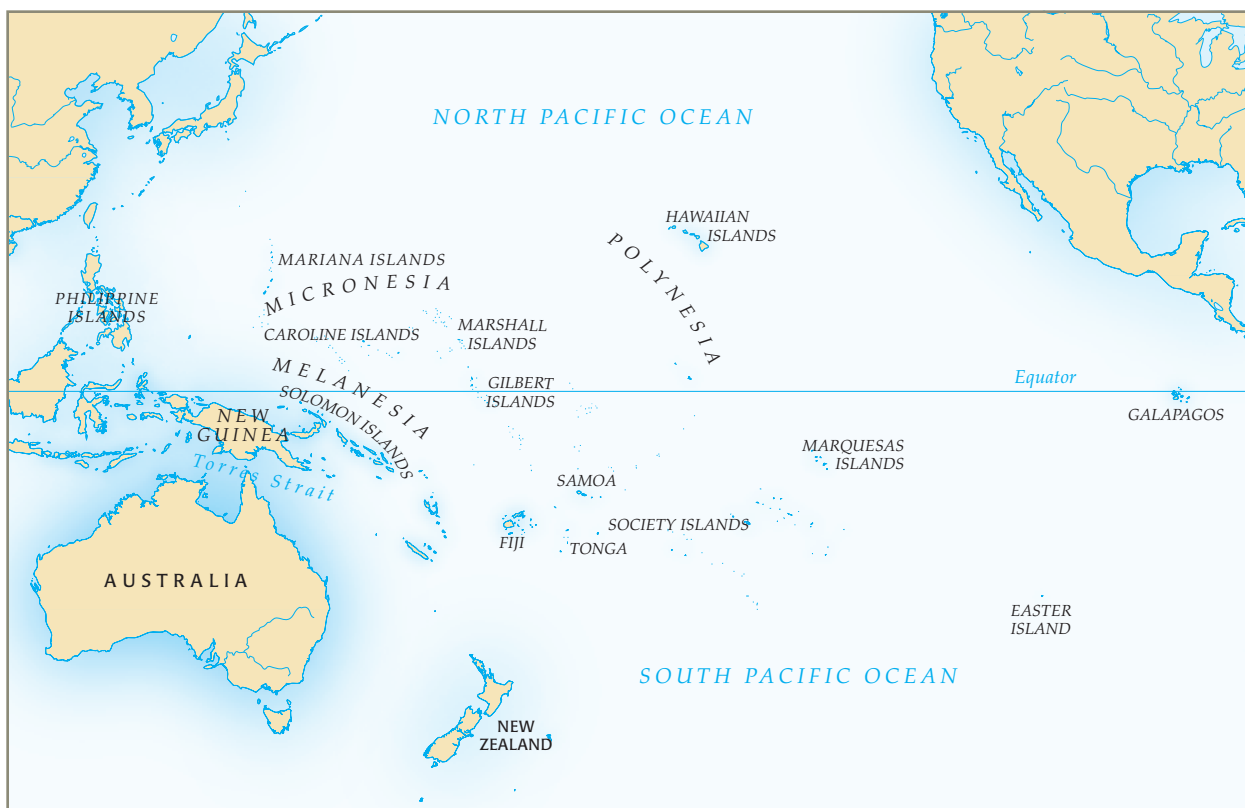 NORTH PACIFIC OCEAN
HAWAIIAN
ISLANDS
POLYNESIA
MARIANA ISLANDS
MICRONESIA
PHILIPPINE
ISLANDS
CAROLINE ISLANDS
MARSHALL
ISLANDS
MELANESIA
SOLOMON ISLANDS
GILBERT
ISLANDS
Equator
GALAPAGOS
NEW
GUINEA
Torres Strait
MARQUESAS
ISLANDS
SAMOA
SOCIETY ISLANDS
FIJI
TONGA
AUSTRALIA
EASTER
ISLAND
SOUTH PACIFIC OCEAN
NEW
ZEALAND